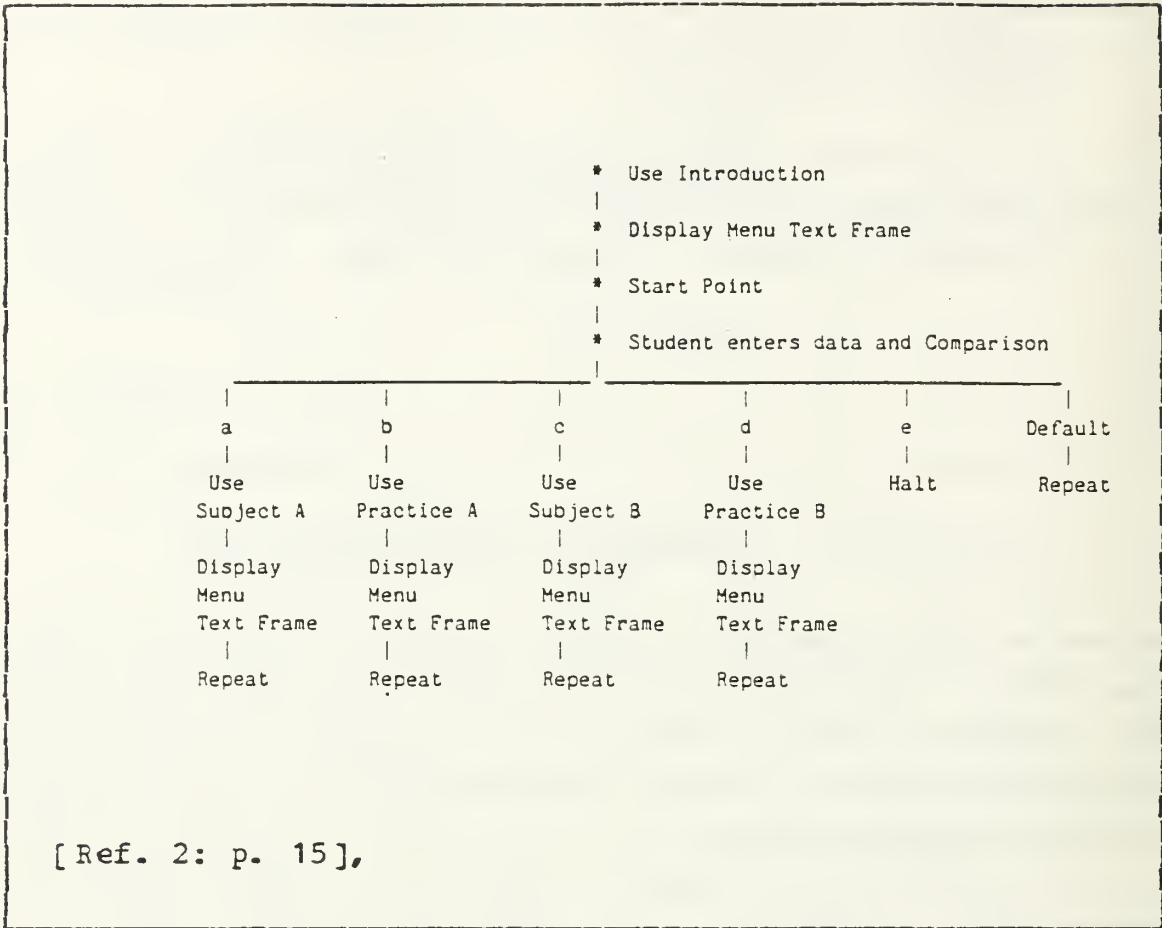 * Use Introduction
* Display Menu Text Frame
* Start Point
* Student enters data and Comparison
a b c d e Default
Use Use Use Use Halt Repeat
Subject A Practice A Subject B Practice B
Display Display Display Display
Menu Menu Menu Menu
Text Frame Text Frame Text Frame Text Frame
Repeat Repeat Repeat Repeat
[Ref. 2: p. 15],